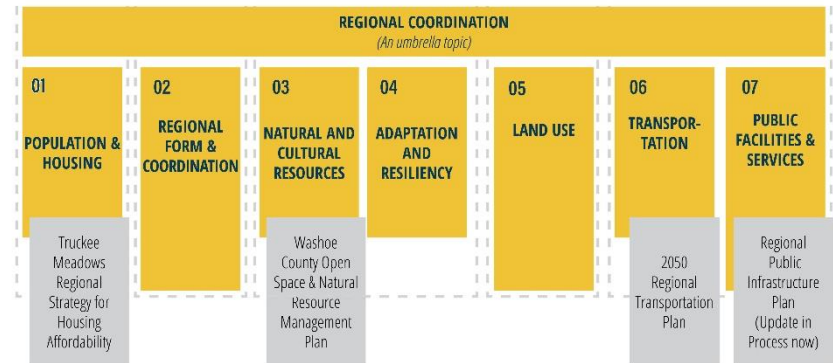 REGIONAL COORDINATION
(An umbrella topic)
01
POPULATION &
HOUSING
02
REGIONAL
FORM &
COORDINATION
03
NATURAL AND
CULTURAL
RESOURCES
04
ADAPTATION
AND
RESILIENCY
05
LAND USE
06
TRANSPOR-
TATION
07
PUBLIC
FACILITIES &
SERVICES
Truckee
Meadows
Regional
Strategy for
Housing
Affordability
Washoe
County Open
Space & Natural
Resource
Management
Plan
2050
Regional
Transportation
Plan
Regional
Public
Infrastructure
Plan
(Update in
Process now)